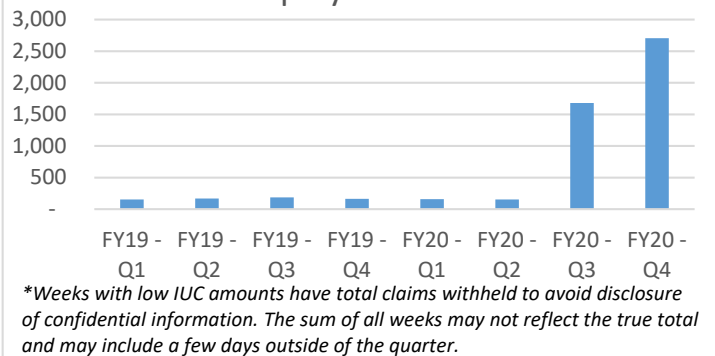 3,000
2,500
2,000
1,500
1,000
500
-
FY19 - FY19 - FY19 - FY19 - FY20 - FY20 - FY20 - FY20 -
Q1 Q2 Q3 Q4 Q1 Q2 Q3 Q4
*Weeks with low IUC amounts have total claims withheld to avoid disclosure
of confidential information. The sum of all weeks may not reflect the true total
and may include a few days outside of the quarter.